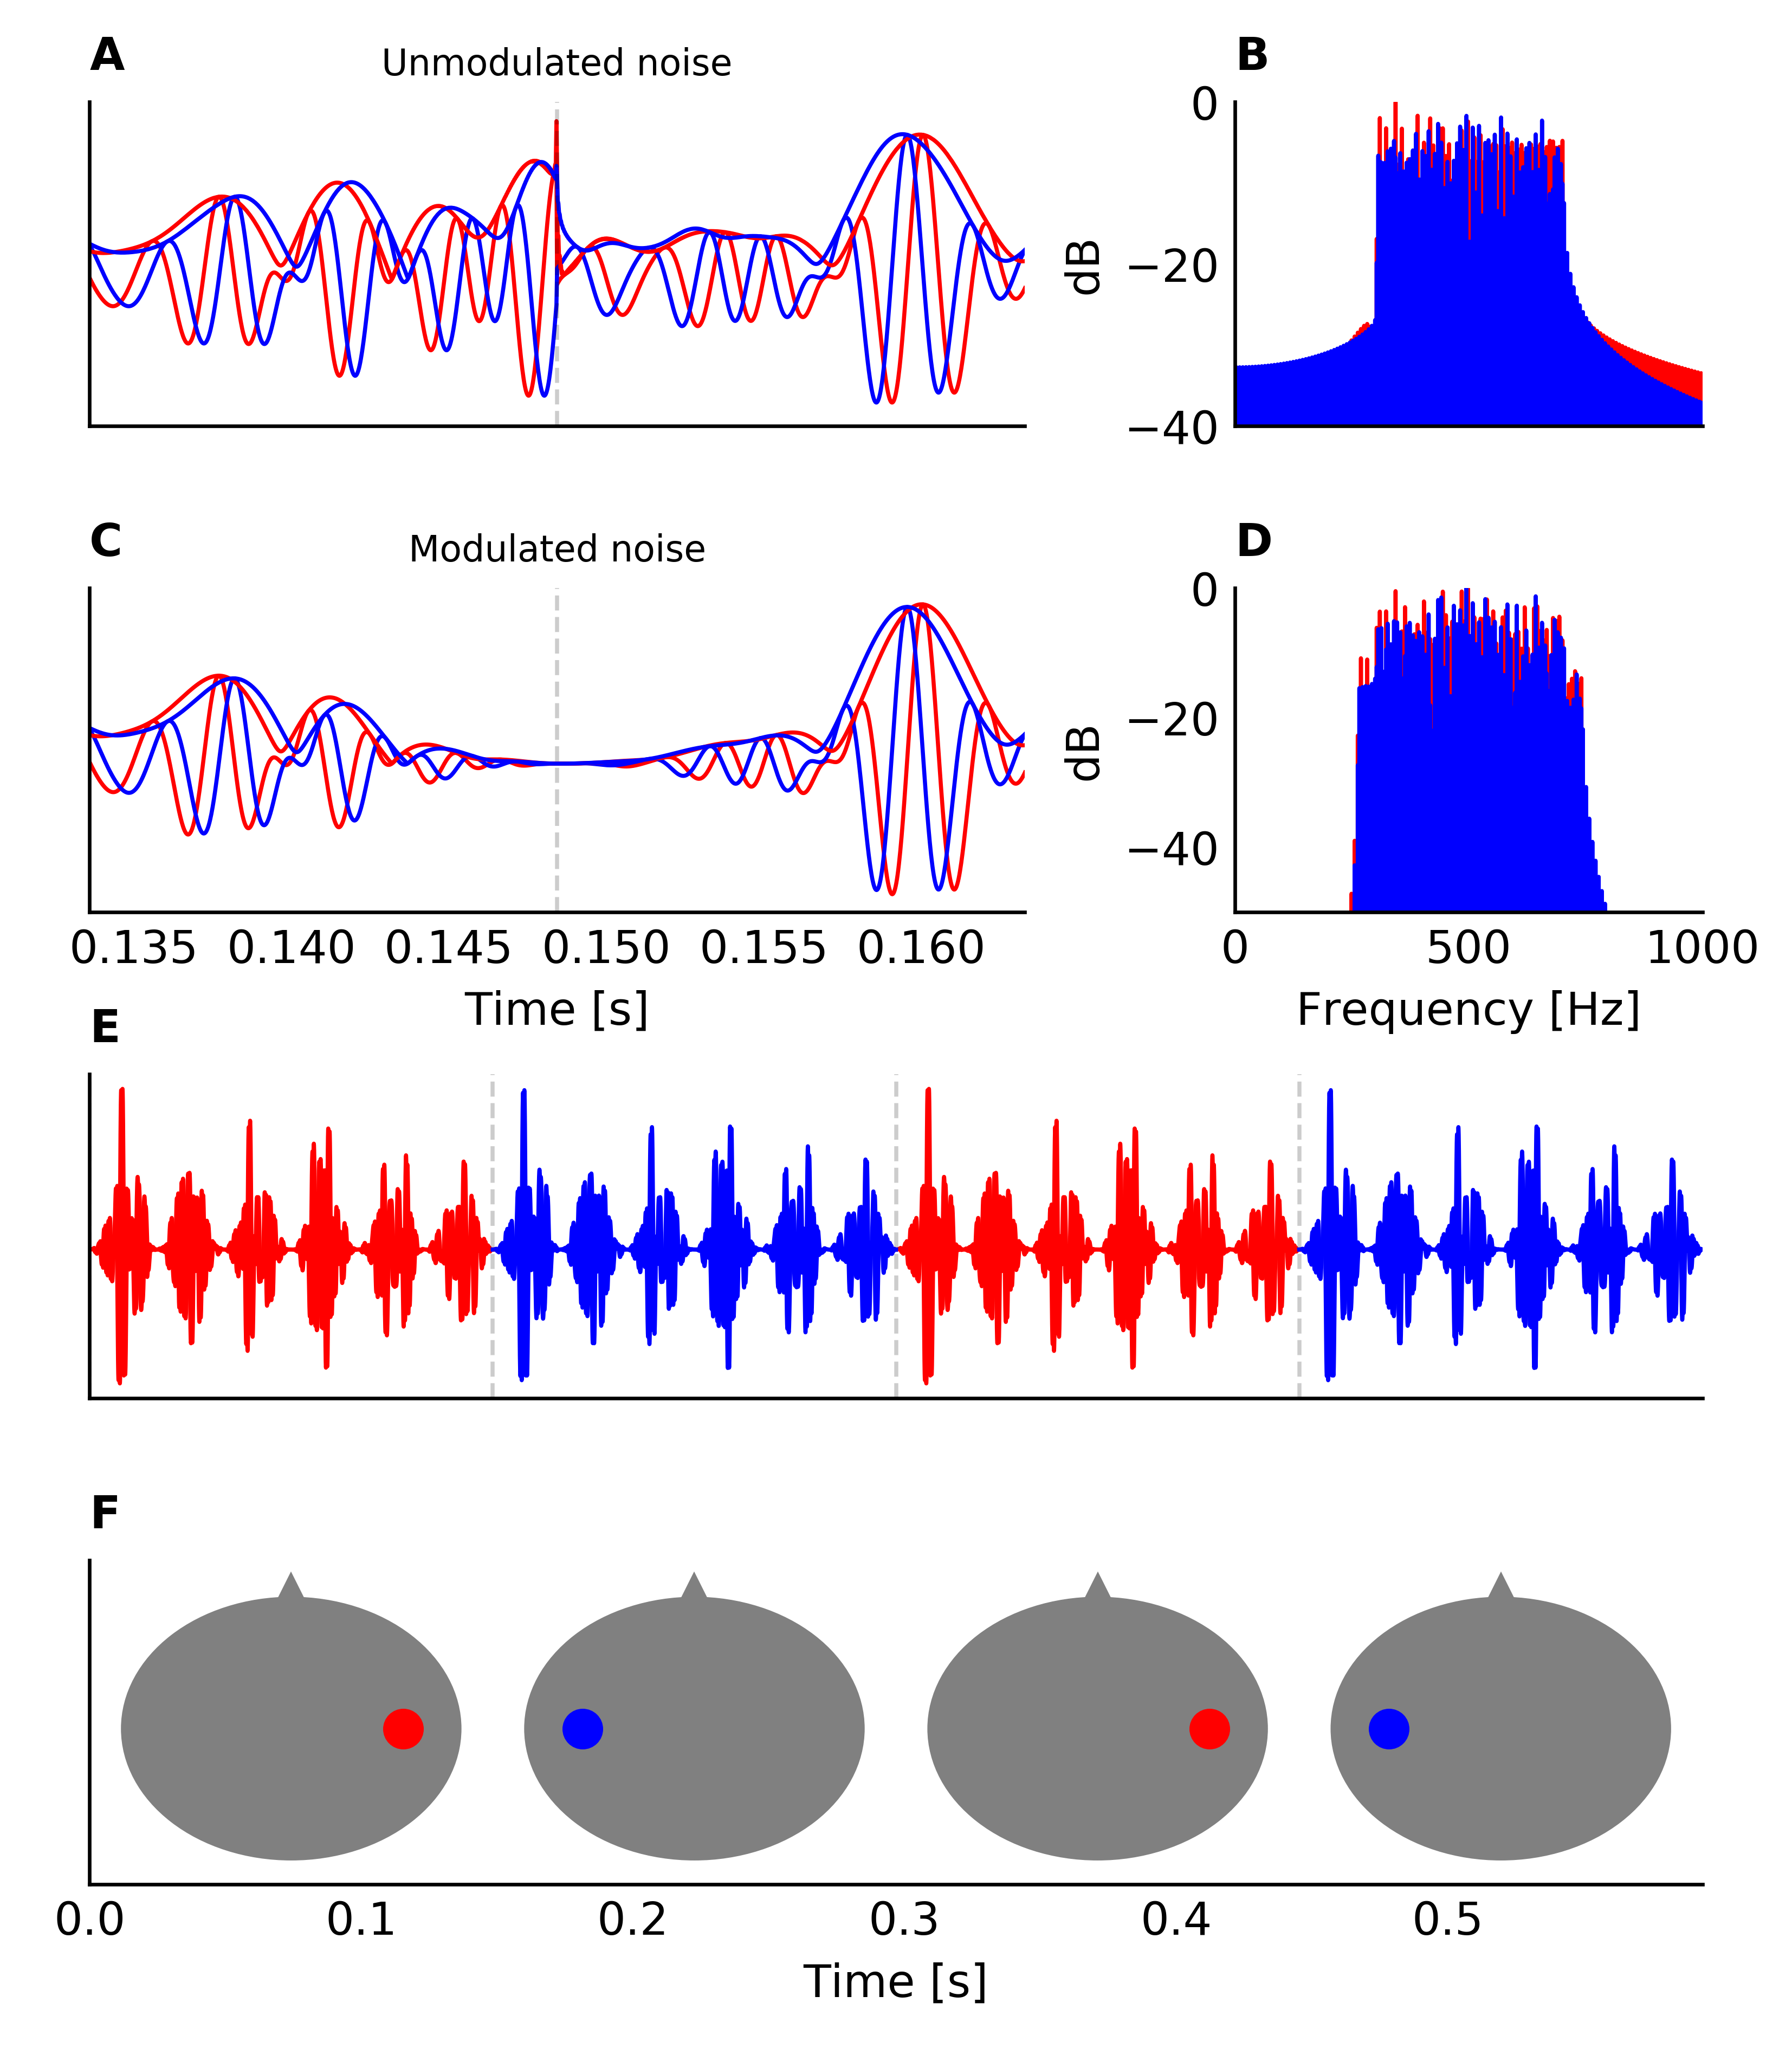 A
Unmodulated noise
B
0
−20
−40
dB
C
Modulated noise
D
0
−20
−40
dB
0.135 0.140 0.145 0.150 0.155 0.160
Time [s]
0 500 1000
Frequency [Hz]
E
F
0.0 0.1 0.2 0.3 0.4 0.5
Time [s]